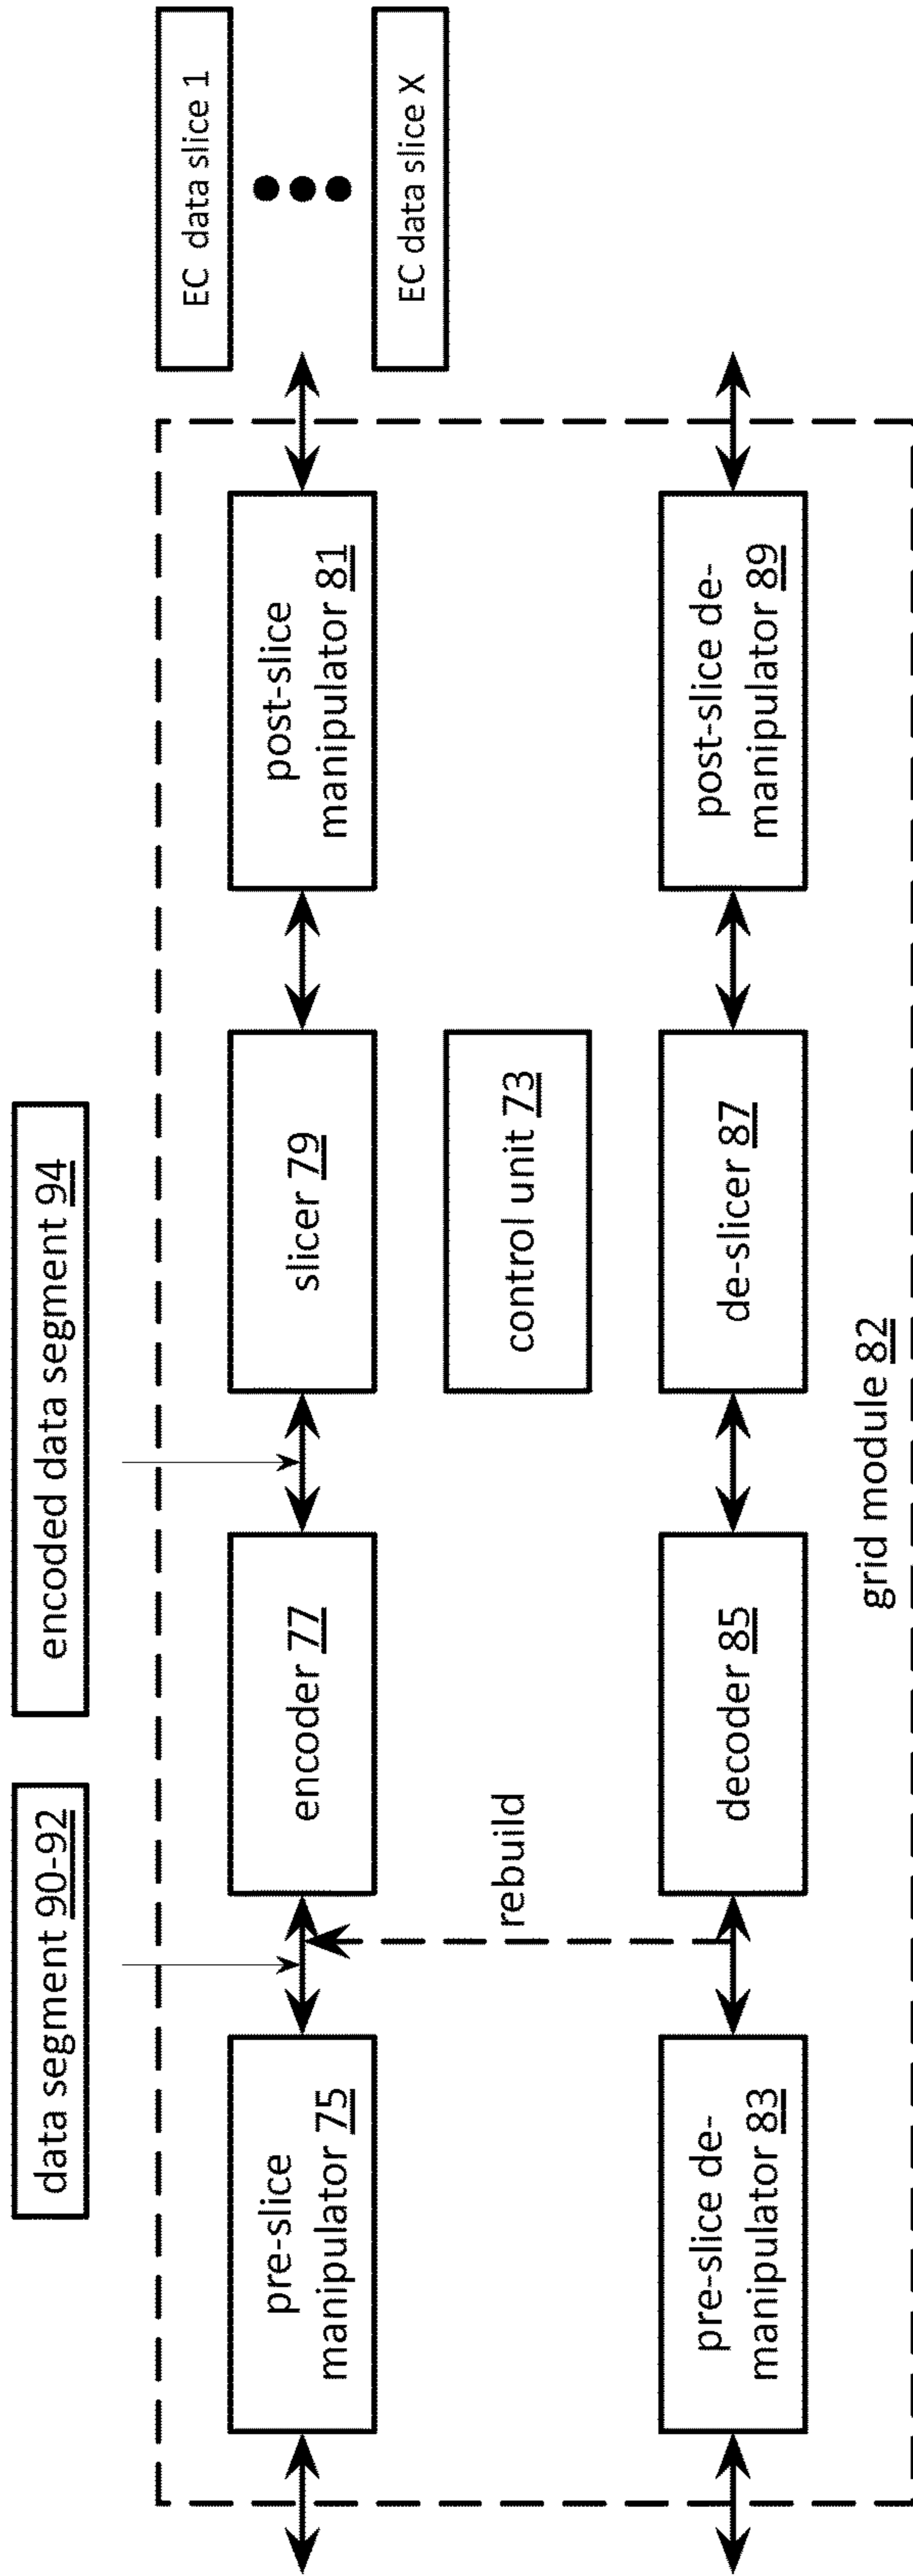 data segment 90-92
encoded data segment 94
EC data slice 1
EC data slice X
pre-slice
manipulator 75
encoder 77
slicer 79
post-slice
manipulator 81
rebuild
control unit 73
pre-slice de-
manipulator 83
decoder 85
de-slicer 87
post-slice de-
manipulator 89
grid module 82